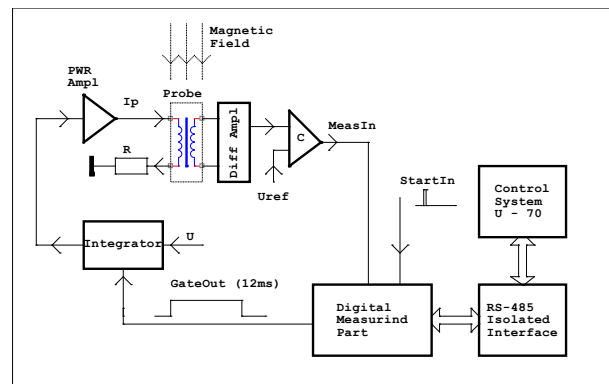 Magnetic
Field
PWR
Ampl
Ip
Probe
R
Diff Ampl
C
MeasIn
Uref
StartIn
Control
System
U - 70
Integrator
U
GateOut (12ms)
Digital
Measurind
Part
RS-485
Isolated
Interface